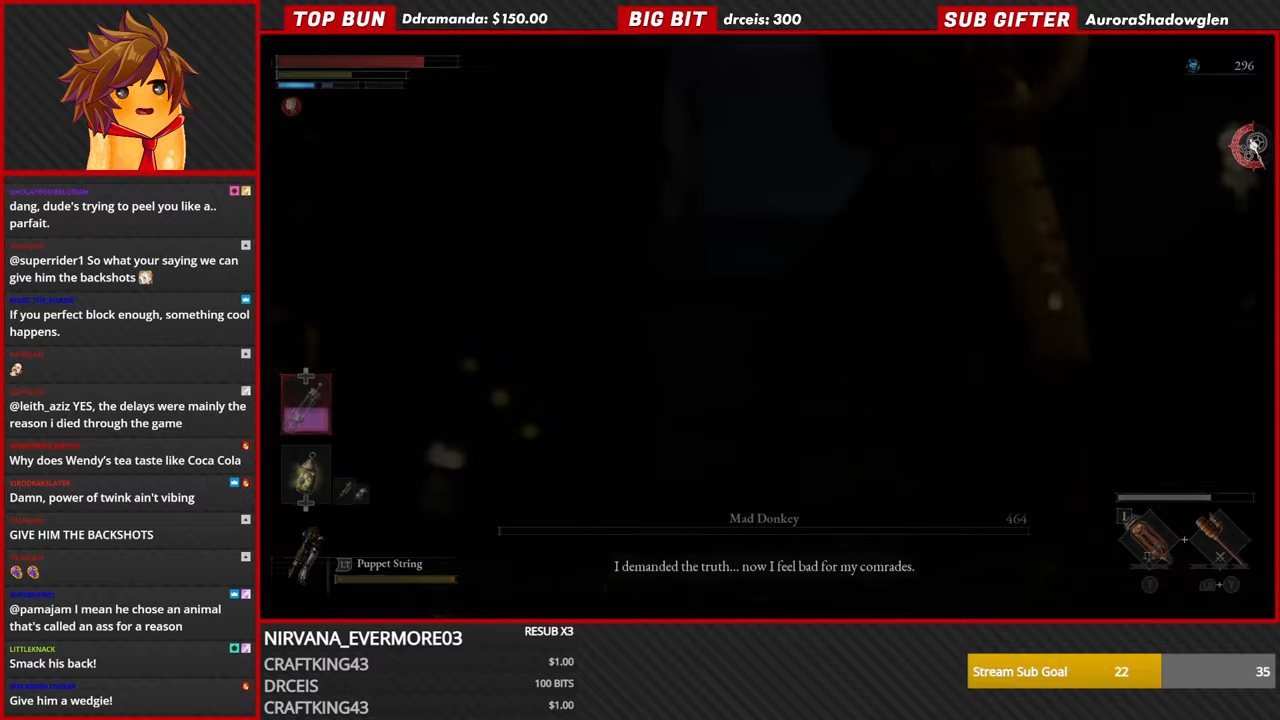 TOP BUN Ddramanda: $150.00 BIG BIT drceis: 300 SUB GIFTER AuroraShadowglen
296
dang, dude's trying to peel you like a..
parfait.
@superrider1 So what your saying we can
give him the backshots
If you perfect block enough, something cool
happens.
@leith_aziz YES, the delays were mainly the
reason i died through the game
Why does Wendy's tea taste like Coca Cola
KIRODRAKSLAYER
Damn, power of twink ain't vibing
GIVE HIM THE BACKSHOTS
@pamajam I mean he chose an animal
that's called an ass for a reason
LITTLEKNACK
Smack his back!
Give him a wedgie!
Mad Donkey 464
I demanded the truth... now I feel bad for my comrades.
LT Puppet String
L
+
Y
+ Y
NIRVANA_EVERMORE03 RESUB X3
CRAFTKING43 $1.00
DRCEIS 100 BITS
CRAFTKING43 $1.00
Stream Sub Goal 22 35